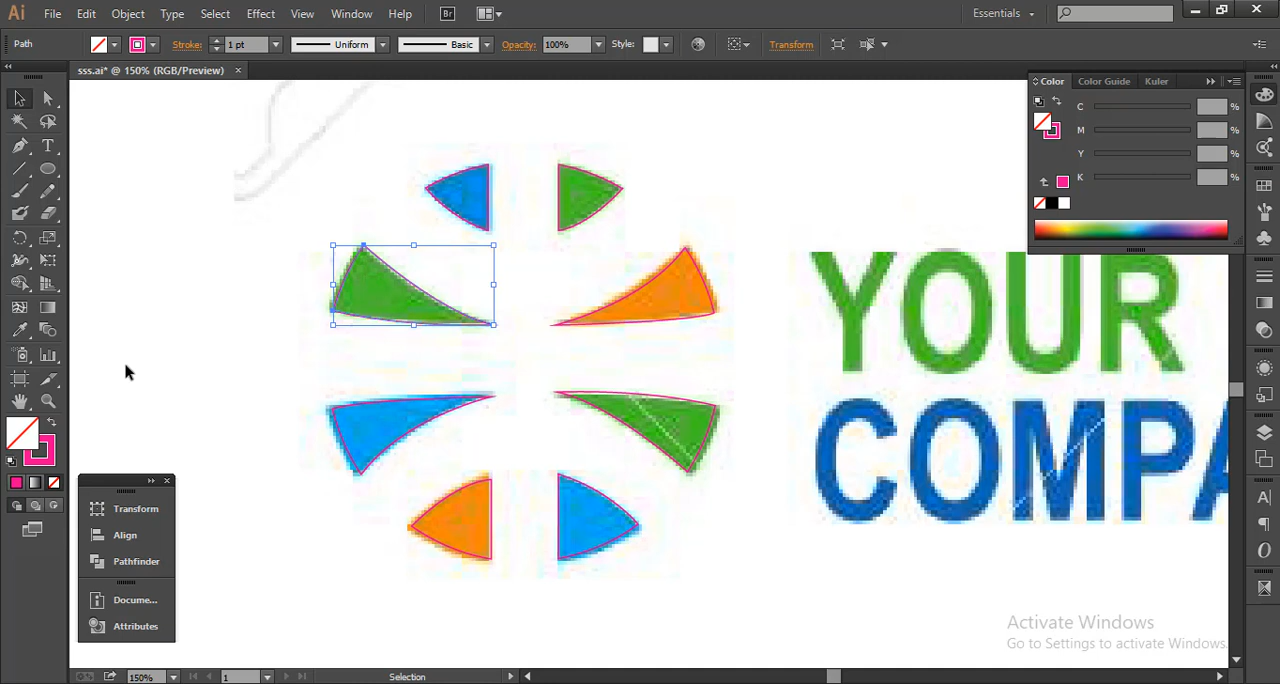 Ai File Edit Object Type Select Effect View Window Help Br Essentials
Path Stroke: 1 pt Uniform Basic Opacity: 100% Style: Transform
sss.ai* @ 150% (RGB/Preview) ×
Color Color Guide Kuler
C %
M %
Y %
K %
YOUR
COMPA
Transform
Align
Pathfinder
Docume...
Attributes
Activate Windows
Go to Settings to activate Windows.
150% 1 Selection